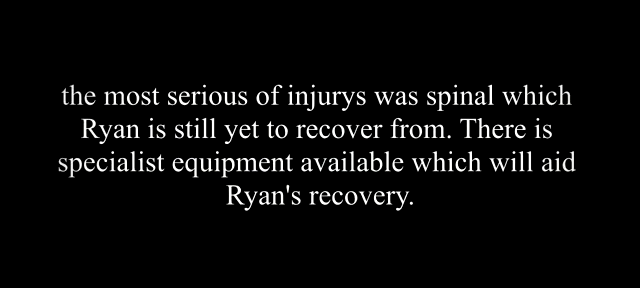 the most serious of injurys was spinal which
Ryan is still yet to recover from. There is
specialist equipment available which will aid
Ryan's recovery.